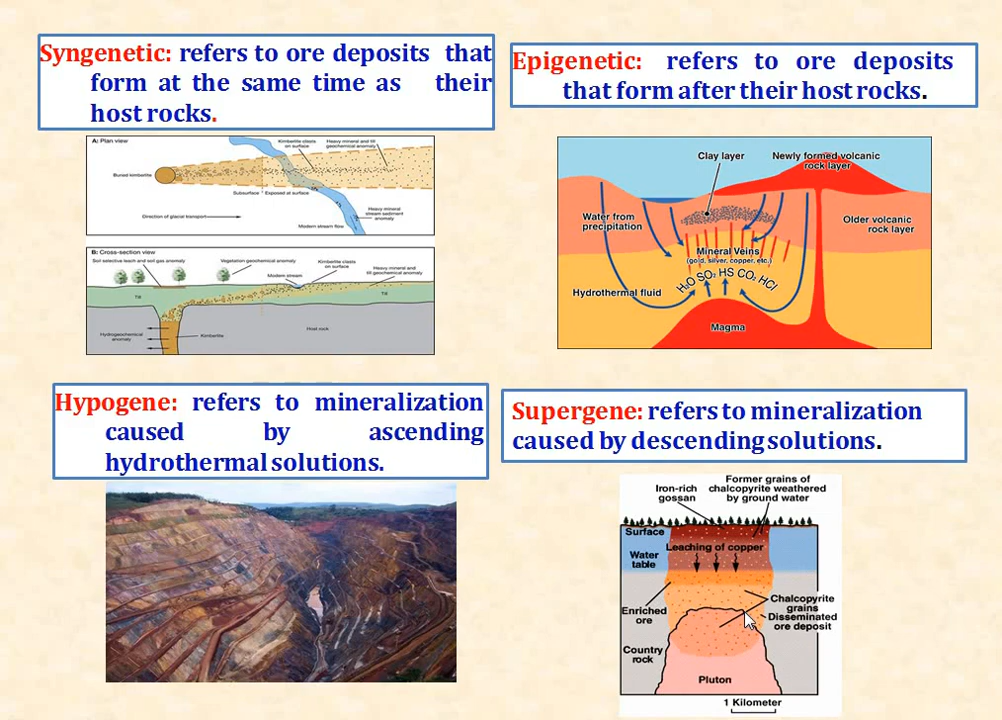 Syngenetic: refers to ore deposits that
form at the same time as their
host rocks.
Epigenetic: refers to ore deposits
that form after their host rocks.
A: Plan view
Kimberlite clasts
on surface
Heavy mineral and till
geochemical anomaly
Buried kimberlite
Subsurface
Exposed at surface
Direction of glacial transport
Heavy mineral
stream sediment
anomaly
Modern stream flow
B: Cross-section view
Soil selective leach and soil gas anomaly
Vegetation geochemical anomaly
Kimberlite clasts
on surface
Modern stream
Heavy mineral and
till geochemical anomaly
Till
Till
Hydrogeochemical
anomaly
Kimberlite
Host rock
Clay layer
Newly formed volcanic
rock layer
Water from
precipitation
Older volcanic
rock layer
Mineral Veins
(gold, silver, copper, etc.)
H2O SO2 HS CO2 HCl
Hydrothermal fluid
Magma
Hypogene: refers to mineralization
caused by ascending
hydrothermal solutions.
Supergene: refers to mineralization
caused by descending solutions.
Iron-rich
gossan
Former grains of
chalcopyrite weathered
by ground water
Surface
Water
table
Leaching of copper
Enriched
ore
Chalcopyrite
grains
Disseminated
ore deposit
Country
rock
Pluton
1 Kilometer